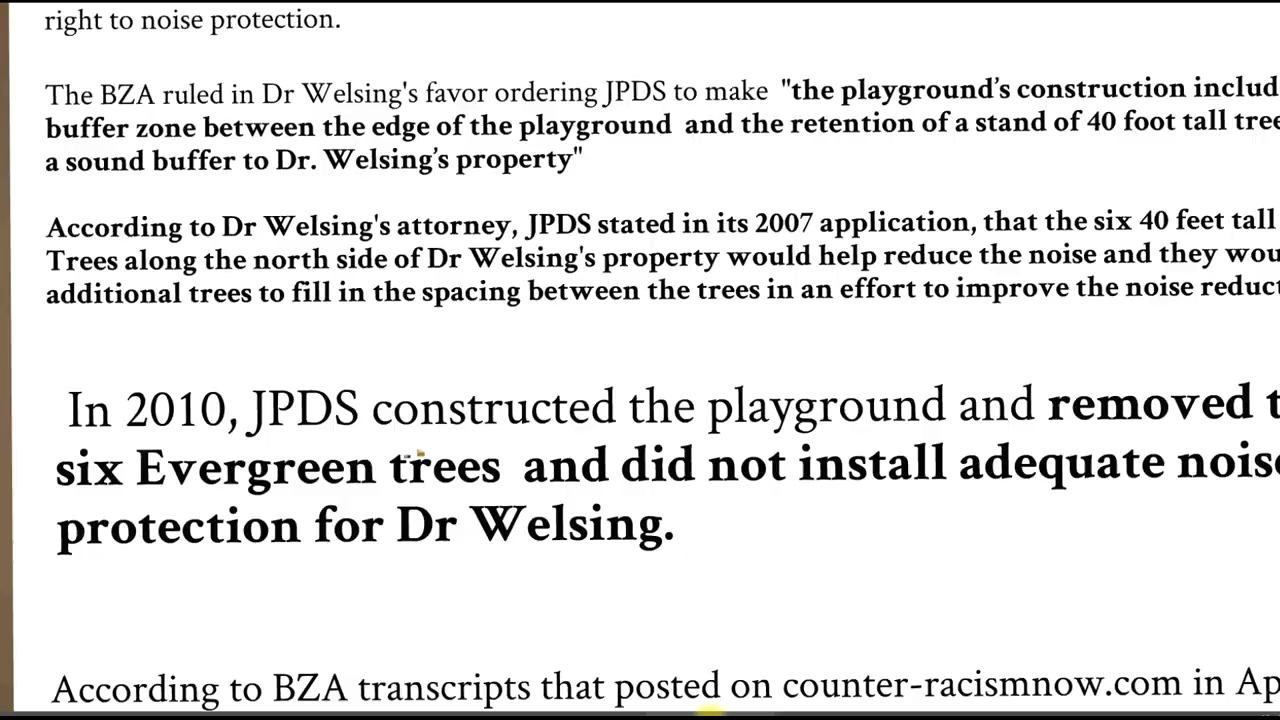 right to noise protection.
The BZA ruled in Dr Welsing's favor ordering JPDS to make "the playground's construction includ
buffer zone between the edge of the playground and the retention of a stand of 40 foot tall tree
a sound buffer to Dr. Welsing's property"
According to Dr Welsing's attorney, JPDS stated in its 2007 application, that the six 40 feet tall
Trees along the north side of Dr Welsing's property would help reduce the noise and they wou
additional trees to fill in the spacing between the trees in an effort to improve the noise reduct
In 2010, JPDS constructed the playground and removed t
six Evergreen trees and did not install adequate nois
protection for Dr Welsing.
According to BZA transcripts that posted on counter-racismnow.com in Ap